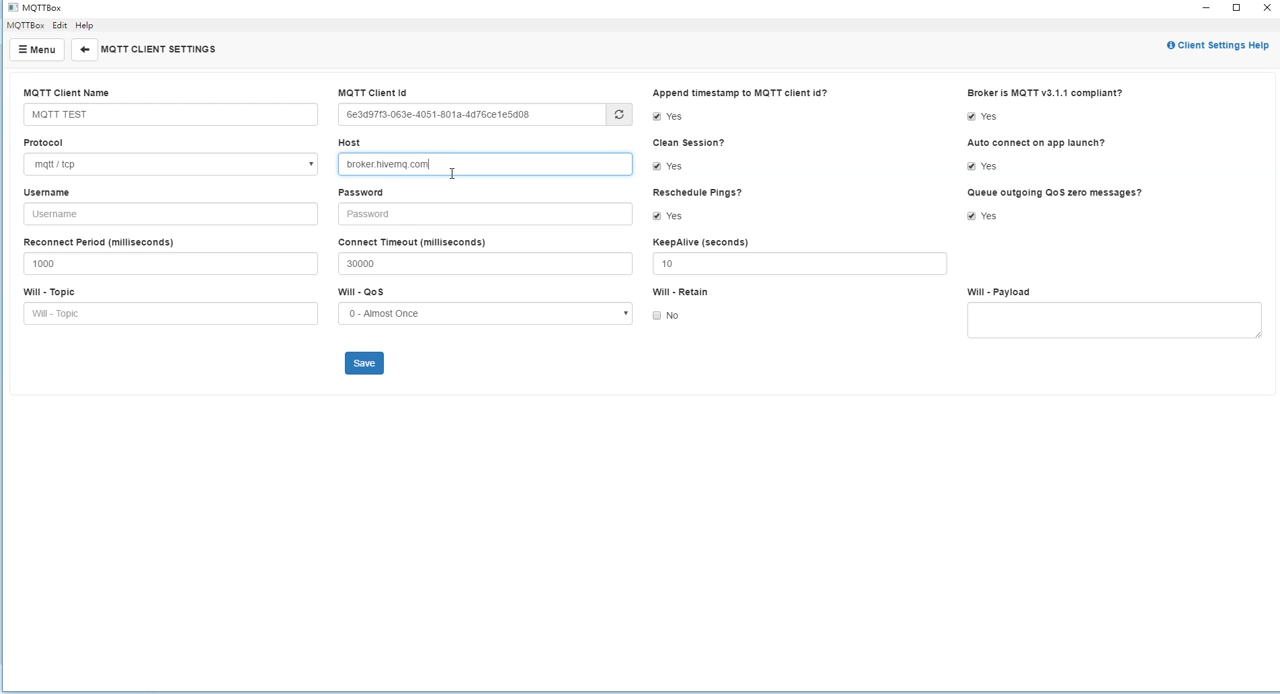 MQTTBox
MQTTBox Edit Help
Menu MQTT CLIENT SETTINGS Client Settings Help
MQTT Client Name MQTT Client Id Append timestamp to MQTT client id? Broker is MQTT v3.1.1 compliant?
MQTT TEST 6e3d97f3-063e-4051-801a-4d76ce1e5d08 Yes Yes
Protocol Host Clean Session? Auto connect on app launch?
mqtt / tcp broker.hivemq.com Yes Yes
Username Password Reschedule Pings? Queue outgoing QoS zero messages?
Username Password Yes Yes
Reconnect Period (milliseconds) Connect Timeout (milliseconds) KeepAlive (seconds)
1000 30000 10
Will - Topic Will - QoS Will - Retain Will - Payload
Will - Topic 0 - Almost Once No
Save